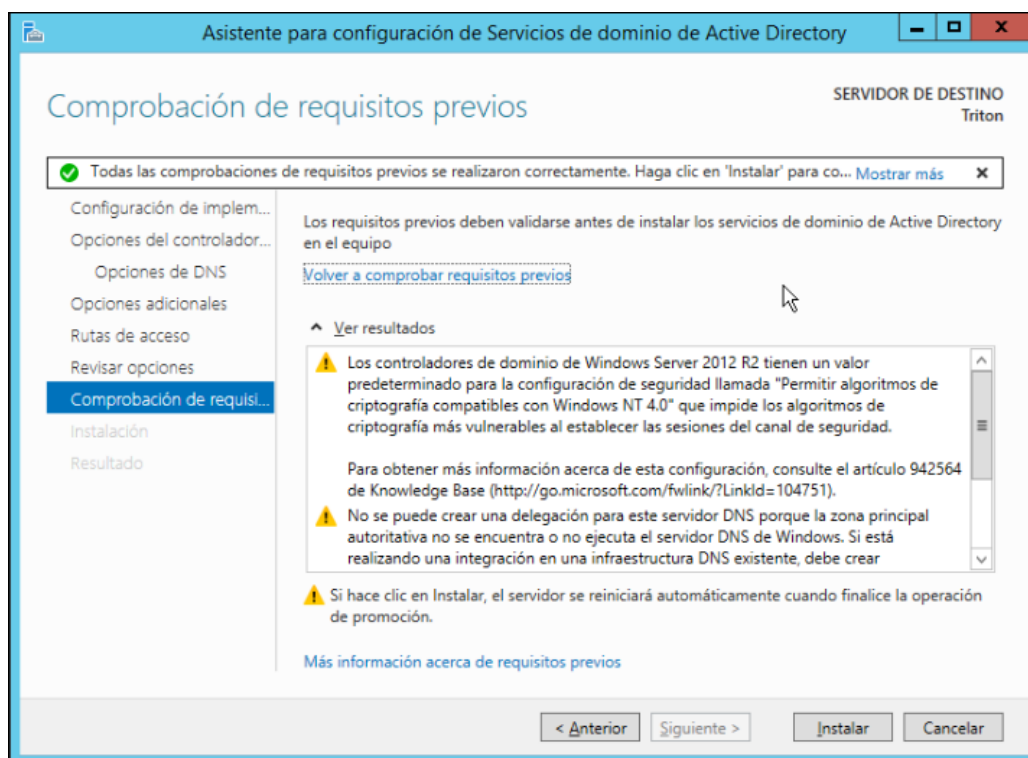 Asistente para configuración de Servicios de dominio de Active Directory
Comprobación de requisitos previos
SERVIDOR DE DESTINO
Triton
Todas las comprobaciones de requisitos previos se realizaron correctamente. Haga clic en 'Instalar' para co... Mostrar más
Configuración de implem...
Opciones del controlador...
Opciones de DNS
Opciones adicionales
Rutas de acceso
Revisar opciones
Comprobación de requisi...
Instalación
Resultado
Los requisitos previos deben validarse antes de instalar los servicios de dominio de Active Directory
en el equipo
Volver a comprobar requisitos previos
Ver resultados
Los controladores de dominio de Windows Server 2012 R2 tienen un valor
predeterminado para la configuración de seguridad llamada "Permitir algoritmos de
criptografía compatibles con Windows NT 4.0" que impide los algoritmos de
criptografía más vulnerables al establecer las sesiones del canal de seguridad.
Para obtener más información acerca de esta configuración, consulte el artículo 942564
de Knowledge Base (http://go.microsoft.com/fwlink/?LinkId=104751).
No se puede crear una delegación para este servidor DNS porque la zona principal
autoritativa no se encuentra o no ejecuta el servidor DNS de Windows. Si está
realizando una integración en una infraestructura DNS existente, debe crear
Si hace clic en Instalar, el servidor se reiniciará automáticamente cuando finalice la operación
de promoción.
Más información acerca de requisitos previos
< Anterior
Siguiente >
Instalar
Cancelar